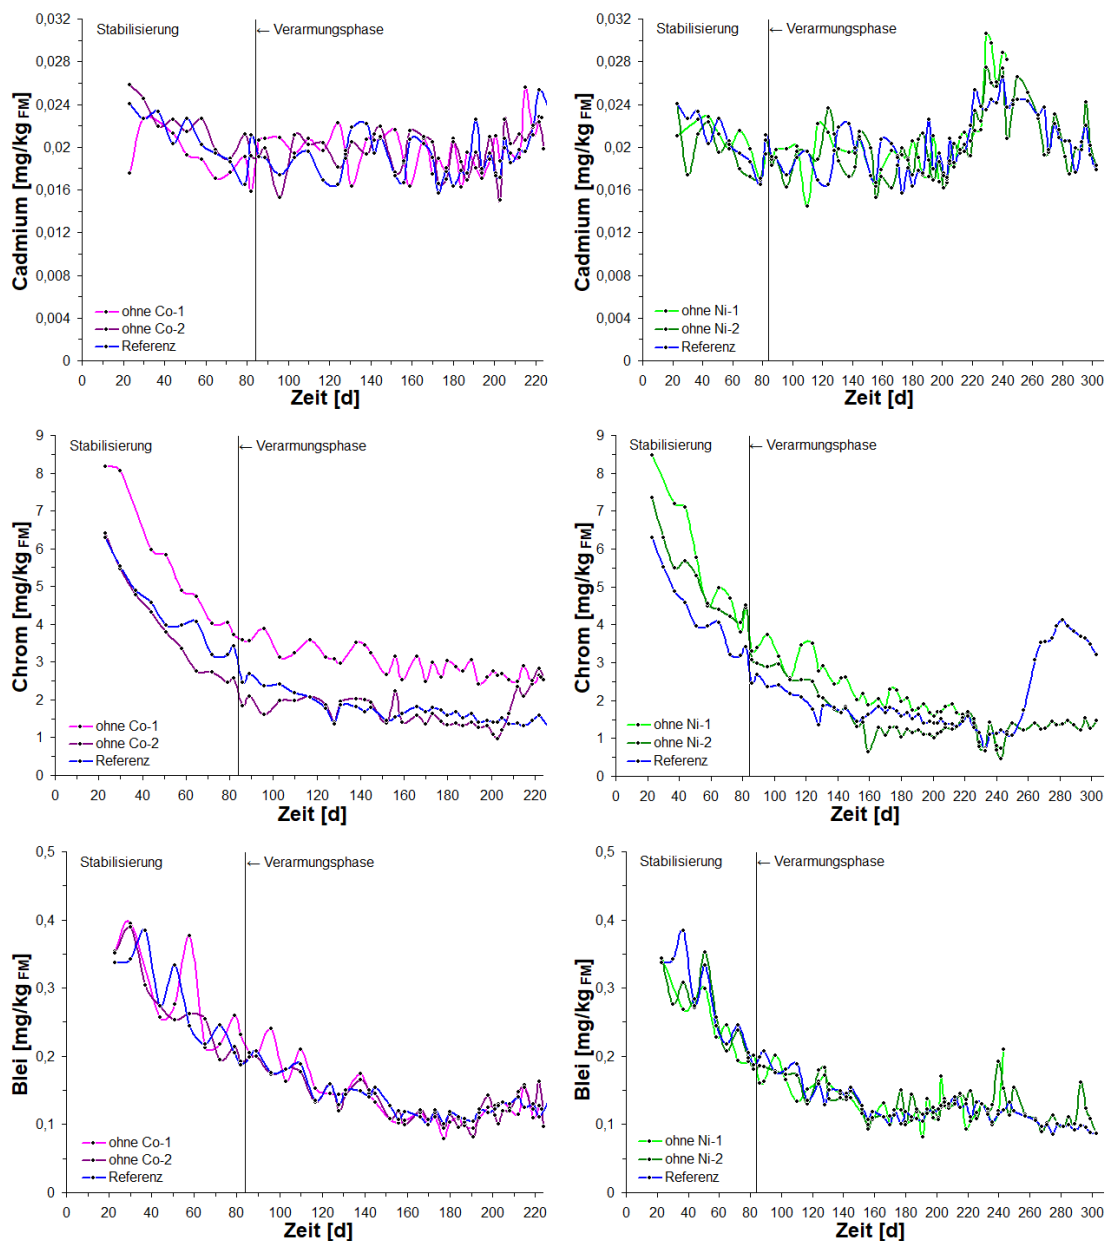 Stabilisierung ← Verarmungsphase
Cadmium [mg/kg FM]
0,032
0,028
0,024
0,02
0,016
0,012
0,008
0,004
0
ohne Co-1
ohne Co-2
Referenz
0 20 40 60 80 100 120 140 160 180 200 220
Zeit [d]
Stabilisierung ← Verarmungsphase
Cadmium [mg/kg FM]
0,032
0,028
0,024
0,02
0,016
0,012
0,008
0,004
0
ohne Ni-1
ohne Ni-2
Referenz
0 20 40 60 80 100 120 140 160 180 200 220 240 260 280 300
Zeit [d]
Stabilisierung ← Verarmungsphase
Chrom [mg/kg FM]
9
8
7
6
5
4
3
2
1
0
ohne Co-1
ohne Co-2
Referenz
0 20 40 60 80 100 120 140 160 180 200 220
Zeit [d]
Stabilisierung ← Verarmungsphase
Chrom [mg/kg FM]
9
8
7
6
5
4
3
2
1
0
ohne Ni-1
ohne Ni-2
Referenz
0 20 40 60 80 100 120 140 160 180 200 220 240 260 280 300
Zeit [d]
Stabilisierung ← Verarmungsphase
Blei [mg/kg FM]
0,5
0,4
0,3
0,2
0,1
0
ohne Co-1
ohne Co-2
Referenz
0 20 40 60 80 100 120 140 160 180 200 220
Zeit [d]
Stabilisierung ← Verarmungsphase
Blei [mg/kg FM]
0,5
0,4
0,3
0,2
0,1
0
ohne Ni-1
ohne Ni-2
Referenz
0 20 40 60 80 100 120 140 160 180 200 220 240 260 280 300
Zeit [d]